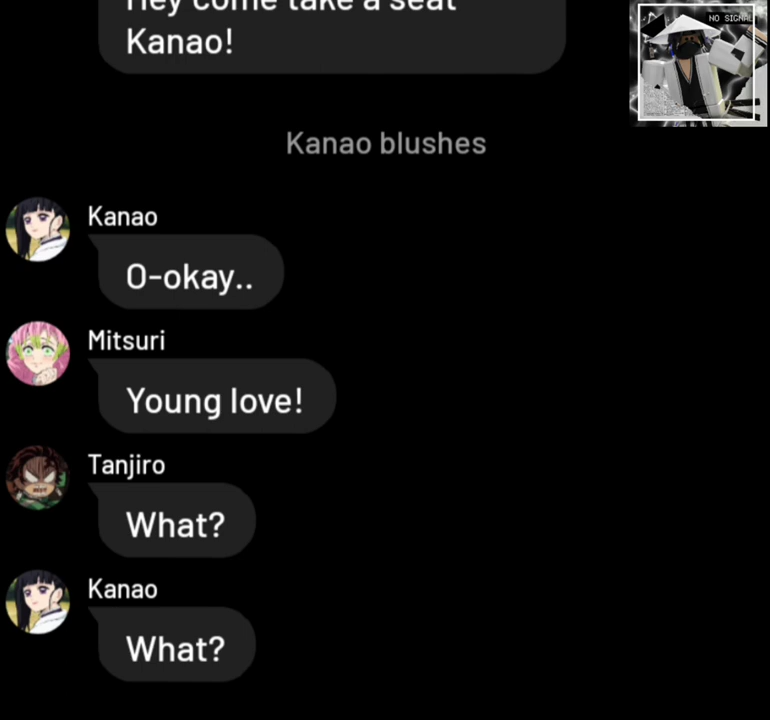 Hey come take a seat
Kanao!
NO SIGNAL
Kanao blushes
Kanao
O-okay..
Mitsuri
Young love!
Tanjiro
What?
Kanao
What?